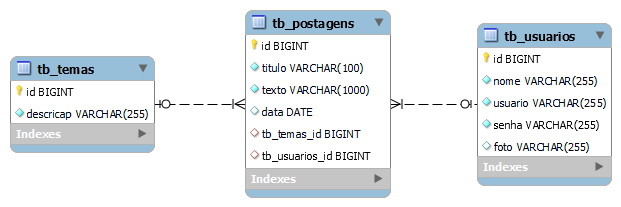 tb_temas
id BIGINT
descricap VARCHAR(255)
Indexes
tb_postagens
id BIGINT
titulo VARCHAR(100)
texto VARCHAR(1000)
data DATE
tb_temas_id BIGINT
tb_usuarios_id BIGINT
Indexes
tb_usuarios
id BIGINT
nome VARCHAR(255)
usuario VARCHAR(255)
senha VARCHAR(255)
foto VARCHAR(255)
Indexes